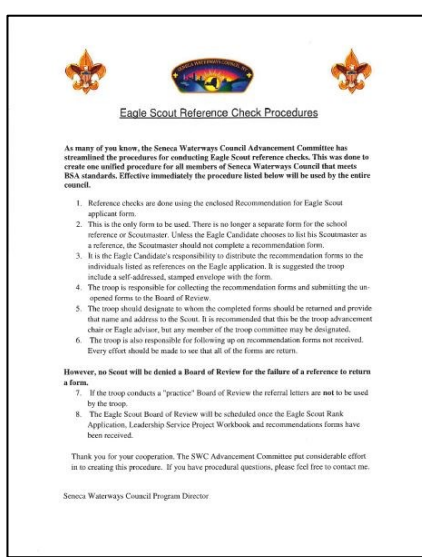 SENECA WATERWAYS COUNCIL
Eagle Scout Reference Check Procedures
As many of you know, the Seneca Waterways Council Advancement Committee has
streamlined the procedures for conducting Eagle Scout reference checks. This was done to
create one unified procedure for all members of Seneca Waterways Council that meets
BSA standards. Effective immediately the procedure listed below will be used by the entire
council.
1. Reference checks are done using the enclosed Recommendation for Eagle Scout
applicant form.
2. This is the only form to be used. There is no longer a separate form for the school
reference or Scoutmaster. Unless the Eagle Candidate chooses to list his Scoutmaster as
a reference, the Scoutmaster should not complete a recommendation form.
3. It is the Eagle Candidate's responsibility to distribute the recommendation forms to the
individuals listed as references on the Eagle application. It is suggested the troop
include a self-addressed, stamped envelope with the form.
4. The troop is responsible for collecting the recommendation forms and submitting the un-
opened forms to the Board of Review.
5. The troop should designate to whom the completed forms should be returned and provide
that name and address to the Scout. It is recommended that this be the troop advancement
chair or Eagle advisor, but any member of the troop committee may be designated.
6. The troop is also responsible for following up on recommendation forms not received.
Every effort should be made to see that all of the forms are return.
However, no Scout will be denied a Board of Review for the failure of a reference to return
a form.
7. If the troop conducts a "practice" Board of Review the referral letters are not to be used
by the troop.
8. The Eagle Scout Board of Review will be scheduled once the Eagle Scout Rank
Application, Leadership Service Project Workbook and recommendations forms have
been received.
Thank you for your cooperation. The SWC Advancement Committee put considerable effort
in to creating this procedure. If you have procedural questions, please feel free to contact me.
Seneca Waterways Council Program Director